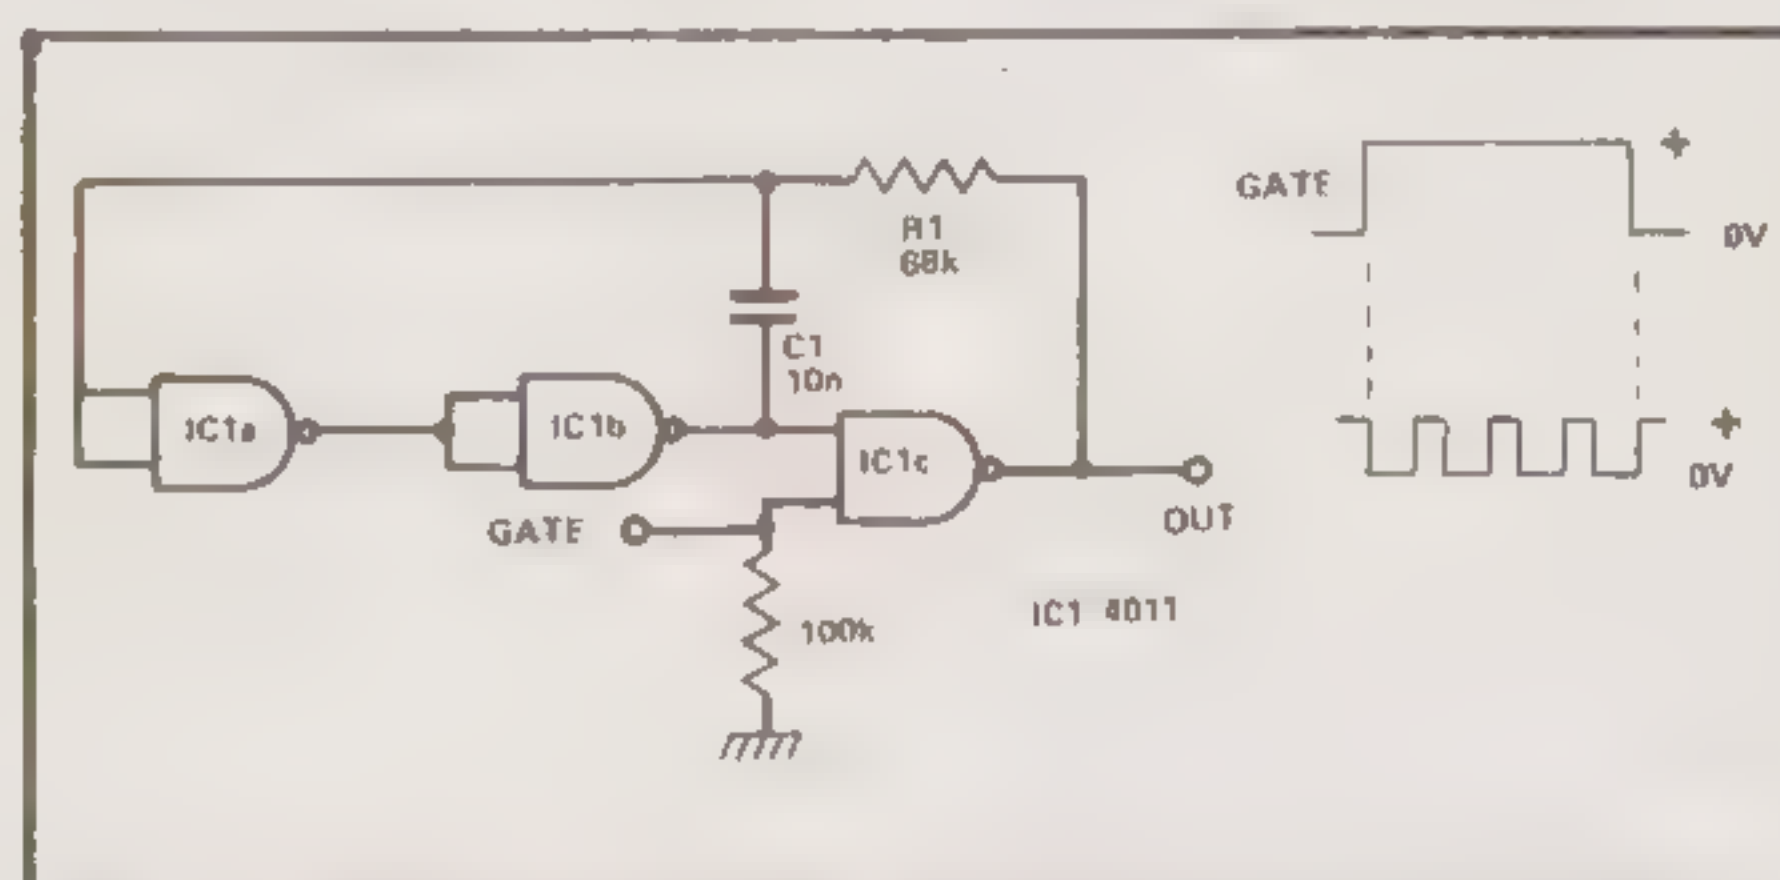 R1
68k
C1
10n
IC1a
IC1b
IC1c
GATE
OUT
100k
IC1 4011
GATE
+
0V
+
0V